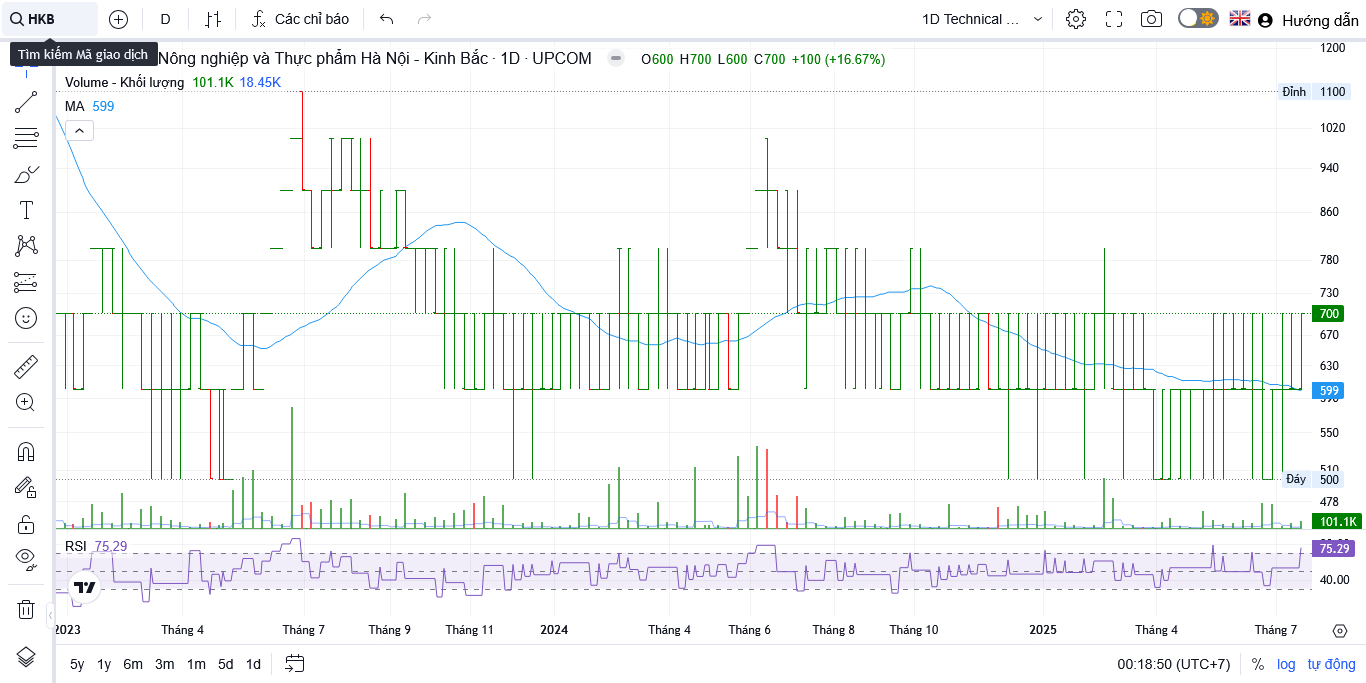 HKB
D
Các chỉ báo
1D Technical ...
Hướng dẫn
Tìm kiếm Mã giao dịch
Nông nghiệp và Thực phẩm Hà Nội - Kinh Bắc · 1D · UPCOM
O600 H700 L600 C700 +100 (+16.67%)
Volume - Khối lượng 101.1K 18.45K
MA 599
1200
Đỉnh 1100
1020
940
860
780
730
700
670
630
599
590
550
510
Đáy 500
478
101.1K
RSI 75.29
75.29
40.00
2023 Tháng 4 Tháng 7 Tháng 9 Tháng 11 2024 Tháng 4 Tháng 6 Tháng 8 Tháng 10 2025 Tháng 4 Tháng 7
5y 1y 6m 3m 1m 5d 1d
00:18:50 (UTC+7) % log tự động